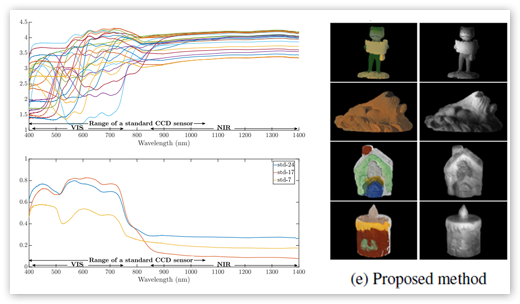 4.5
4
3.5
3
2.5
2
1.5
1
Range of a standard CCD sensor
VIS
NIR
400 500 600 700 800 900 1000 1100 1200 1300 1400
Wavelength (nm)
1
0.8
0.6
0.4
0.2
0
std-24
std-17
std-7
Range of a standard CCD sensor
VIS
NIR
400 500 600 700 800 900 1000 1100 1200 1300 1400
Wavelength (nm)
(e) Proposed method